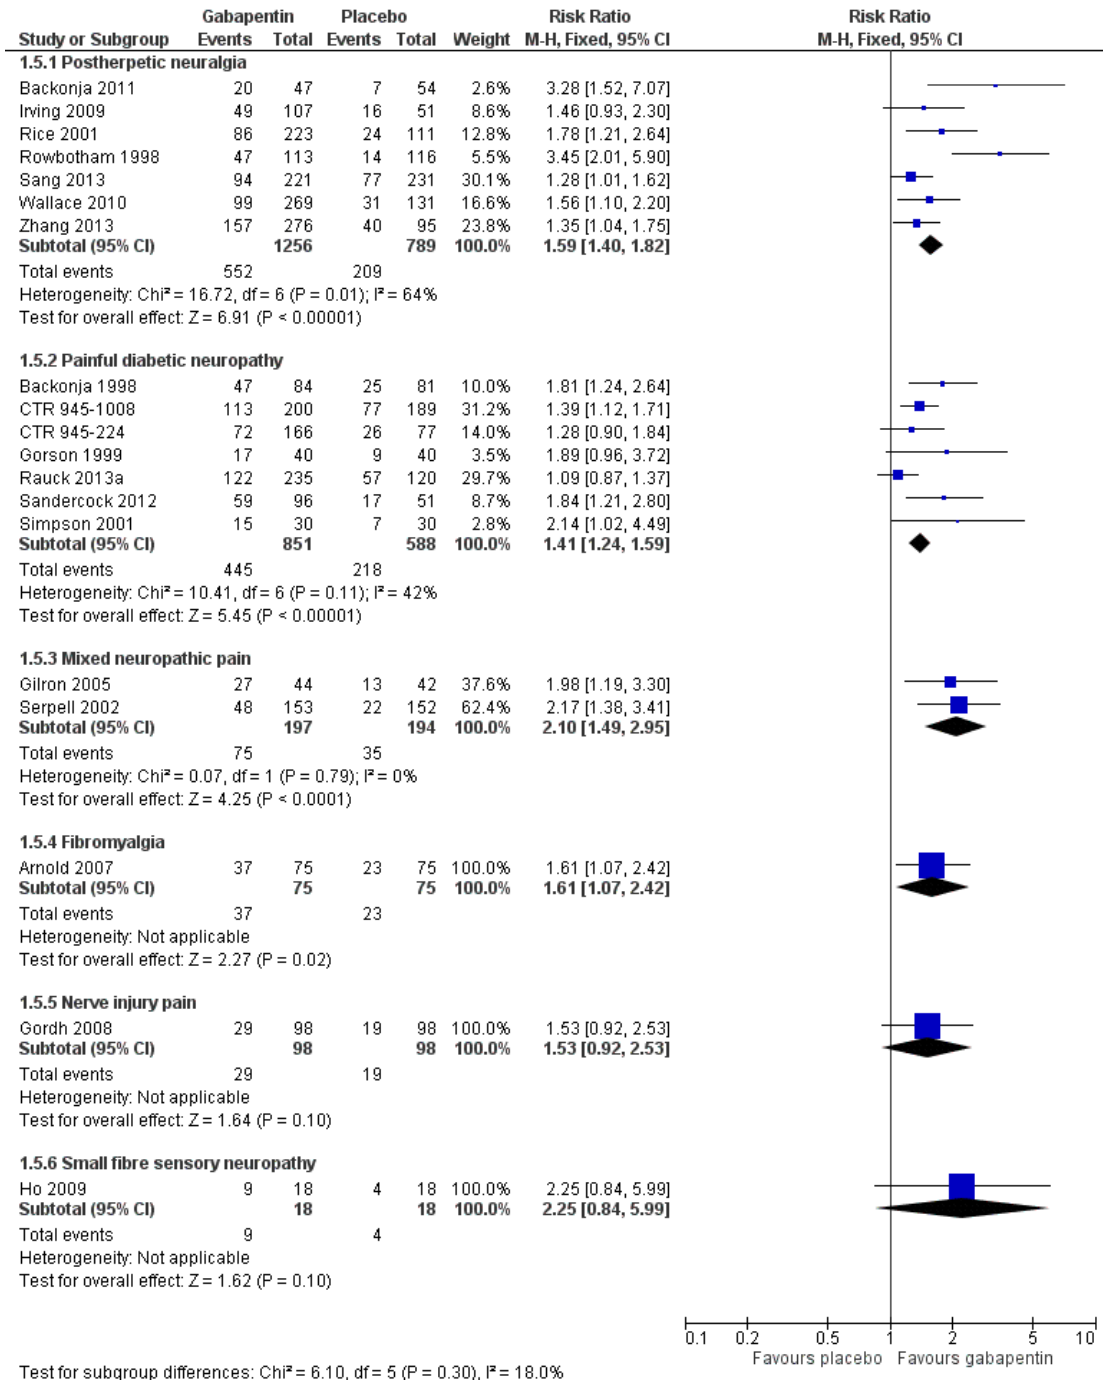 Gabapentin Placebo Risk Ratio Risk Ratio
Study or Subgroup Events Total Events Total Weight M-H, Fixed, 95% CI M-H, Fixed, 95% CI
1.5.1 Postherpetic neuralgia
Backonja 2011 20 47 7 54 2.6% 3.28 [1.52, 7.07]
Irving 2009 49 107 16 51 8.6% 1.46 [0.93, 2.30]
Rice 2001 86 223 24 111 12.8% 1.78 [1.21, 2.64]
Rowbotham 1998 47 113 14 116 5.5% 3.45 [2.01, 5.90]
Sang 2013 94 221 77 231 30.1% 1.28 [1.01, 1.62]
Wallace 2010 99 269 31 131 16.6% 1.56 [1.10, 2.20]
Zhang 2013 157 276 40 95 23.8% 1.35 [1.04, 1.75]
Subtotal (95% CI) 1256 789 100.0% 1.59 [1.40, 1.82]
Total events 552 209
Heterogeneity: Chi² = 16.72, df = 6 (P = 0.01); I² = 64%
Test for overall effect: Z = 6.91 (P < 0.00001)
1.5.2 Painful diabetic neuropathy
Backonja 1998 47 84 25 81 10.0% 1.81 [1.24, 2.64]
CTR 945-1008 113 200 77 189 31.2% 1.39 [1.12, 1.71]
CTR 945-224 72 166 26 77 14.0% 1.28 [0.90, 1.84]
Gorson 1999 17 40 9 40 3.5% 1.89 [0.96, 3.72]
Rauck 2013a 122 235 57 120 29.7% 1.09 [0.87, 1.37]
Sandercock 2012 59 96 17 51 8.7% 1.84 [1.21, 2.80]
Simpson 2001 15 30 7 30 2.8% 2.14 [1.02, 4.49]
Subtotal (95% CI) 851 588 100.0% 1.41 [1.24, 1.59]
Total events 445 218
Heterogeneity: Chi² = 10.41, df = 6 (P = 0.11); I² = 42%
Test for overall effect: Z = 5.45 (P < 0.00001)
1.5.3 Mixed neuropathic pain
Gilron 2005 27 44 13 42 37.6% 1.98 [1.19, 3.30]
Serpell 2002 48 153 22 152 62.4% 2.17 [1.38, 3.41]
Subtotal (95% CI) 197 194 100.0% 2.10 [1.49, 2.95]
Total events 75 35
Heterogeneity: Chi² = 0.07, df = 1 (P = 0.79); I² = 0%
Test for overall effect: Z = 4.25 (P < 0.0001)
1.5.4 Fibromyalgia
Arnold 2007 37 75 23 75 100.0% 1.61 [1.07, 2.42]
Subtotal (95% CI) 75 75 100.0% 1.61 [1.07, 2.42]
Total events 37 23
Heterogeneity: Not applicable
Test for overall effect: Z = 2.27 (P = 0.02)
1.5.5 Nerve injury pain
Gordh 2008 29 98 19 98 100.0% 1.53 [0.92, 2.53]
Subtotal (95% CI) 98 98 100.0% 1.53 [0.92, 2.53]
Total events 29 19
Heterogeneity: Not applicable
Test for overall effect: Z = 1.64 (P = 0.10)
1.5.6 Small fibre sensory neuropathy
Ho 2009 9 18 4 18 100.0% 2.25 [0.84, 5.99]
Subtotal (95% CI) 18 18 100.0% 2.25 [0.84, 5.99]
Total events 9 4
Heterogeneity: Not applicable
Test for overall effect: Z = 1.62 (P = 0.10)
0.1 0.2 0.5 1 2 5 10
Favours placebo Favours gabapentin
Test for subgroup differences: Chi² = 6.10, df = 5 (P = 0.30), I² = 18.0%